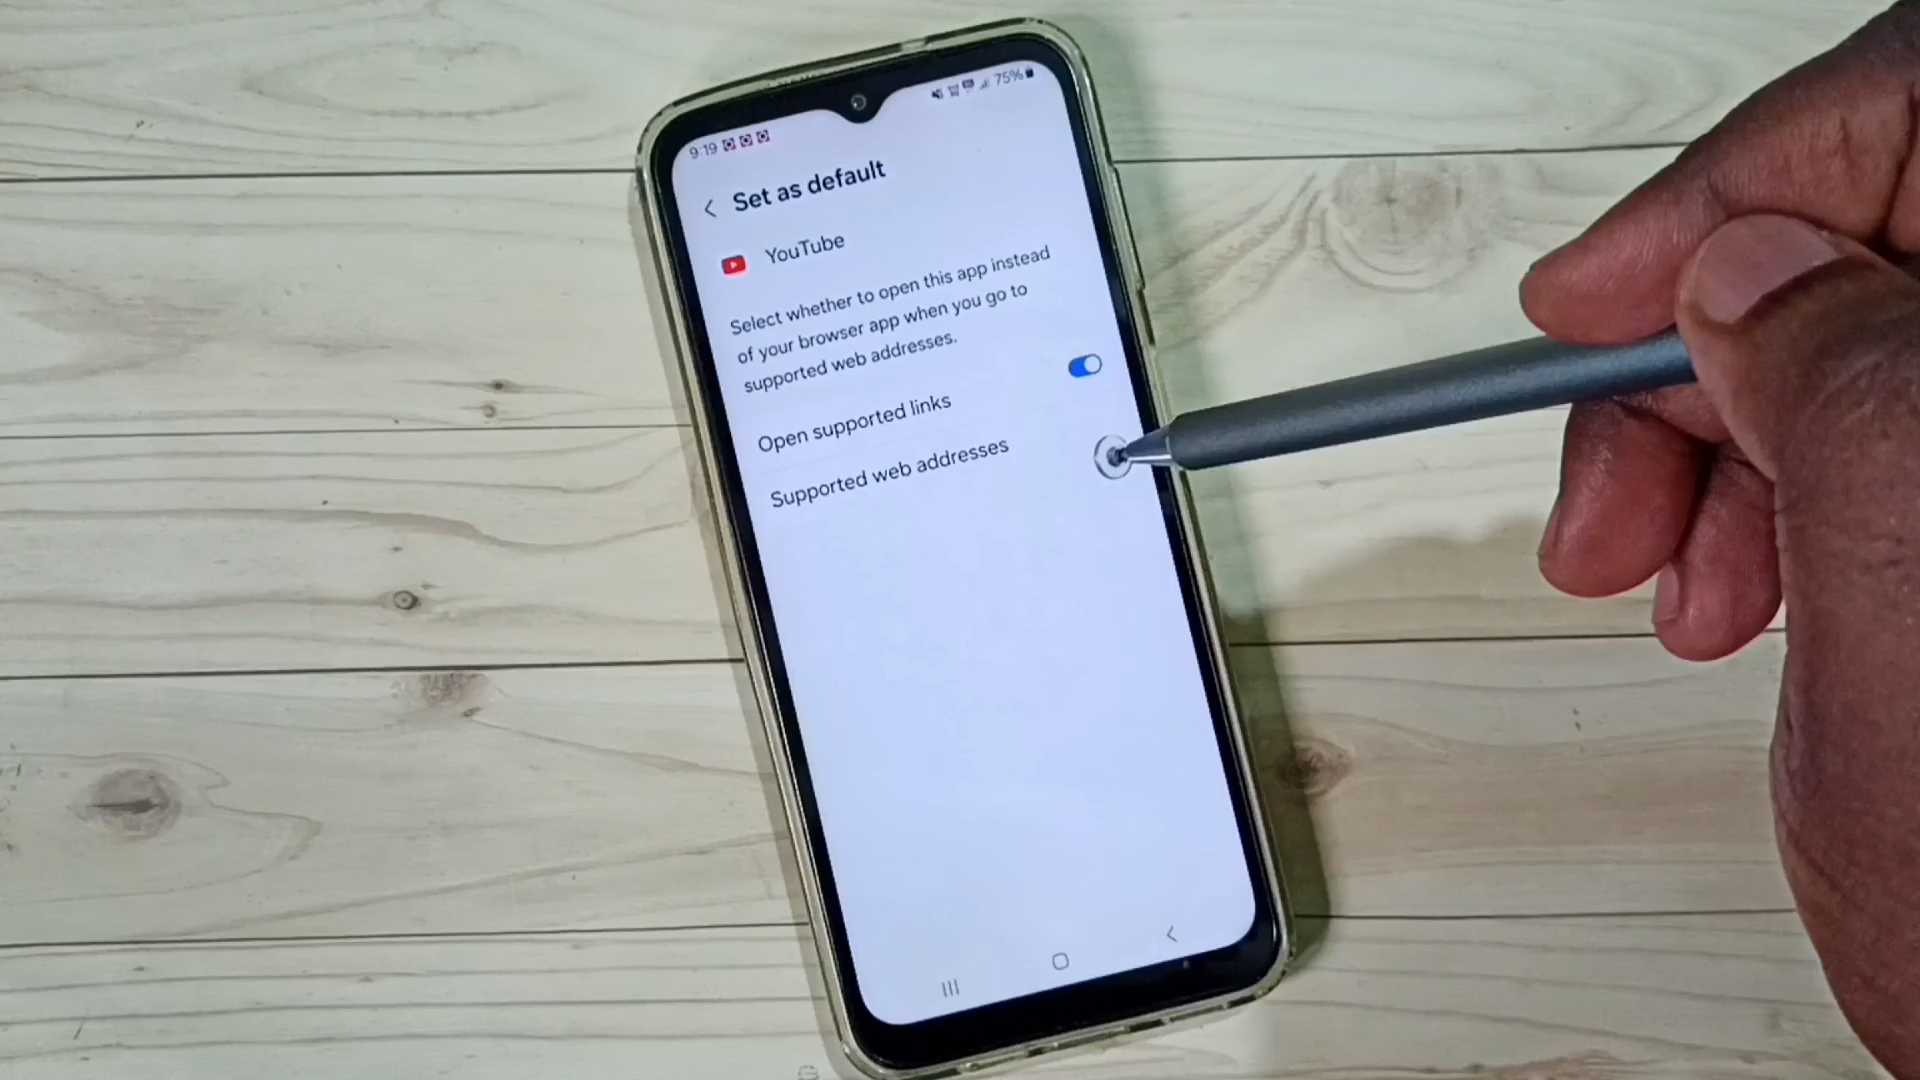 9:19
75%
Set as default
YouTube
Select whether to open this app instead
of your browser app when you go to
supported web addresses.
Open supported links
Supported web addresses